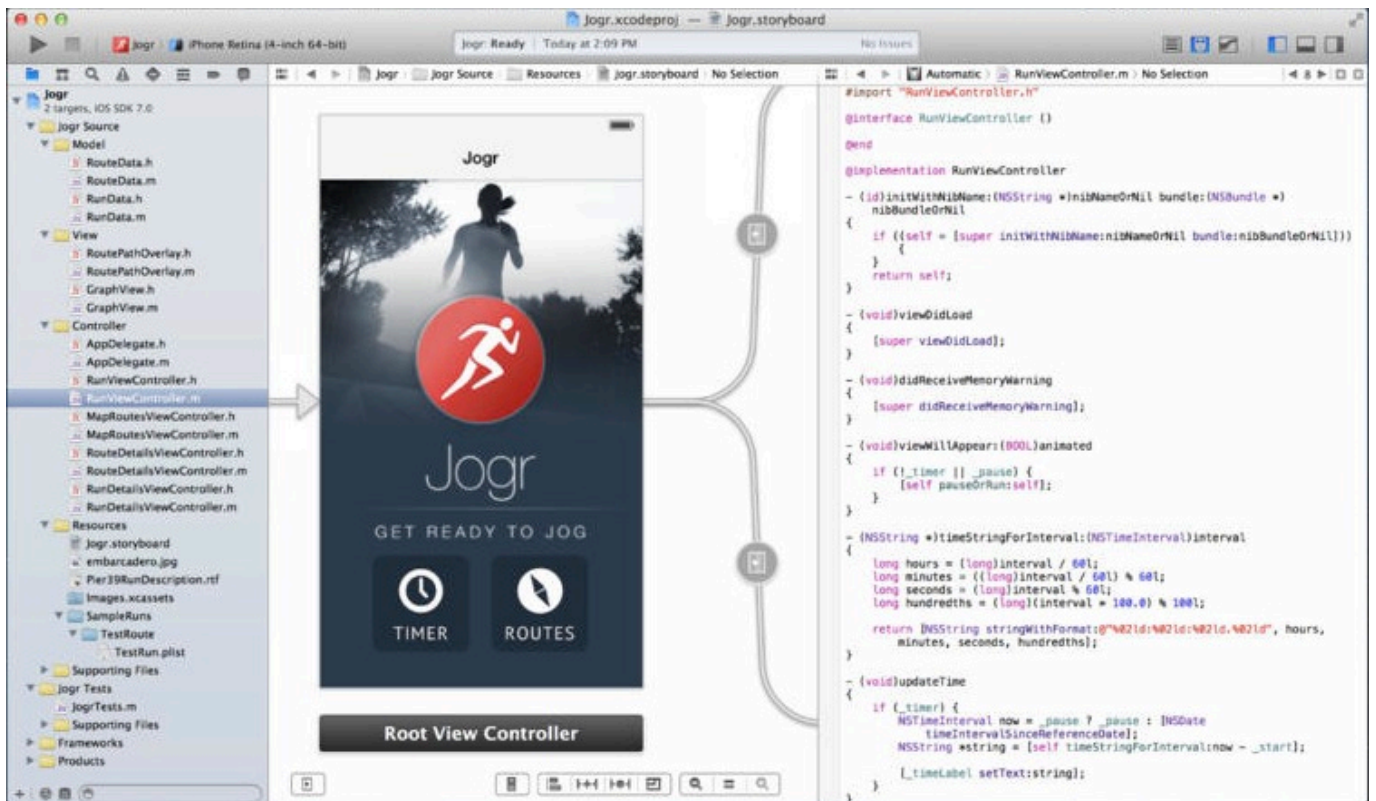 Jogr.xcodeproj — Jogr.storyboard
Jogr iPhone Retina (4-inch 64-bit)
Jogr: Ready Today at 2:09 PM
No Issues
Jogr Jogr Source Resources Jogr.storyboard No Selection
Automatic RunViewController.m No Selection
8
Jogr
2 targets, iOS SDK 7.0
Jogr Source
Model
RouteData.h
RouteData.m
RunData.h
RunData.m
View
RoutePathOverlay.h
RoutePathOverlay.m
GraphView.h
GraphView.m
Controller
AppDelegate.h
AppDelegate.m
RunViewController.h
RunViewController.m
MapRoutesViewController.h
MapRoutesViewController.m
RouteDetailsViewController.h
RouteDetailsViewController.m
RunDetailsViewController.h
RunDetailsViewController.m
Resources
Jogr.storyboard
embarcadero.jpg
Pier39RunDescription.rtf
Images.xcassets
SampleRuns
TestRoute
TestRun.plist
Supporting Files
Jogr Tests
JogrTests.m
Supporting Files
Frameworks
Products
Jogr
Jogr
GET READY TO JOG
TIMER ROUTES
Root View Controller
#import "RunViewController.h"
@interface RunViewController ()
@end
@implementation RunViewController
- (id)initWithNibName:(NSString *)nibNameOrNil bundle:(NSBundle *)
nibBundleOrNil
{
if ((self = [super initWithNibName:nibNameOrNil bundle:nibBundleOrNil]))
{
}
return self;
}
- (void)viewDidLoad
{
[super viewDidLoad];
}
- (void)didReceiveMemoryWarning
{
[super didReceiveMemoryWarning];
}
- (void)viewWillAppear:(BOOL)animated
{
if (!_timer || _pause) {
[self pauseOrRun:self];
}
}
- (NSString *)timeStringForInterval:(NSTimeInterval)interval
{
long hours = (long)interval / 60l;
long minutes = ((long)interval / 60l) % 60l;
long seconds = (long)interval % 60l;
long hundredths = (long)(interval * 100.0) % 100l;
return [NSString stringWithFormat:@"%02ld:%02ld:%02ld.%02ld", hours,
minutes, seconds, hundredths];
}
- (void)updateTime
{
if (_timer) {
NSTimeInterval now = _pause ? _pause : [NSDate
timeIntervalSinceReferenceDate];
NSString *string = [self timeStringForInterval:now - _start];
[_timeLabel setText:string];
}
}